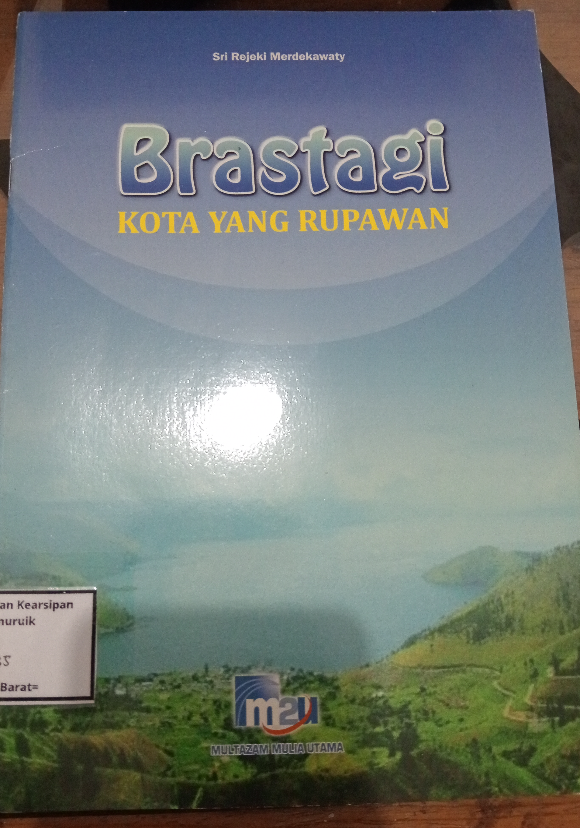 Sri Rejeki Merdekawaty
Brastagi
KOTA YANG RUPAWAN
an Kearsipan
Barat=
m2u
MULTAZAM MULIA UTAMA